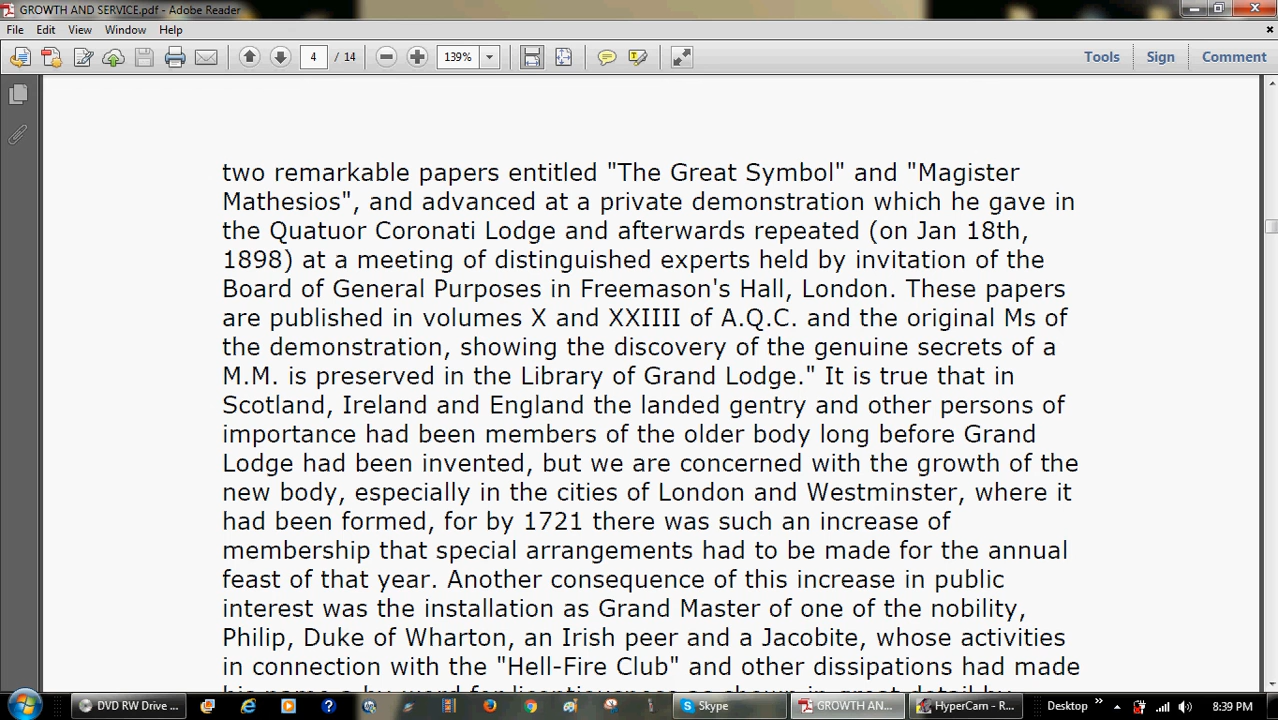 GROWTH AND SERVICE.pdf - Adobe Reader
File Edit View Window Help
4 / 14 139% Tools Sign Comment
two remarkable papers entitled "The Great Symbol" and "Magister
Mathesios", and advanced at a private demonstration which he gave in
the Quatuor Coronati Lodge and afterwards repeated (on Jan 18th,
1898) at a meeting of distinguished experts held by invitation of the
Board of General Purposes in Freemason's Hall, London. These papers
are published in volumes X and XXIIII of A.Q.C. and the original Ms of
the demonstration, showing the discovery of the genuine secrets of a
M.M. is preserved in the Library of Grand Lodge." It is true that in
Scotland, Ireland and England the landed gentry and other persons of
importance had been members of the older body long before Grand
Lodge had been invented, but we are concerned with the growth of the
new body, especially in the cities of London and Westminster, where it
had been formed, for by 1721 there was such an increase of
membership that special arrangements had to be made for the annual
feast of that year. Another consequence of this increase in public
interest was the installation as Grand Master of one of the nobility,
Philip, Duke of Wharton, an Irish peer and a Jacobite, whose activities
in connection with the "Hell-Fire Club" and other dissipations had made
DVD RW Drive ... Skype GROWTH AN... HyperCam - R... Desktop 8:39 PM